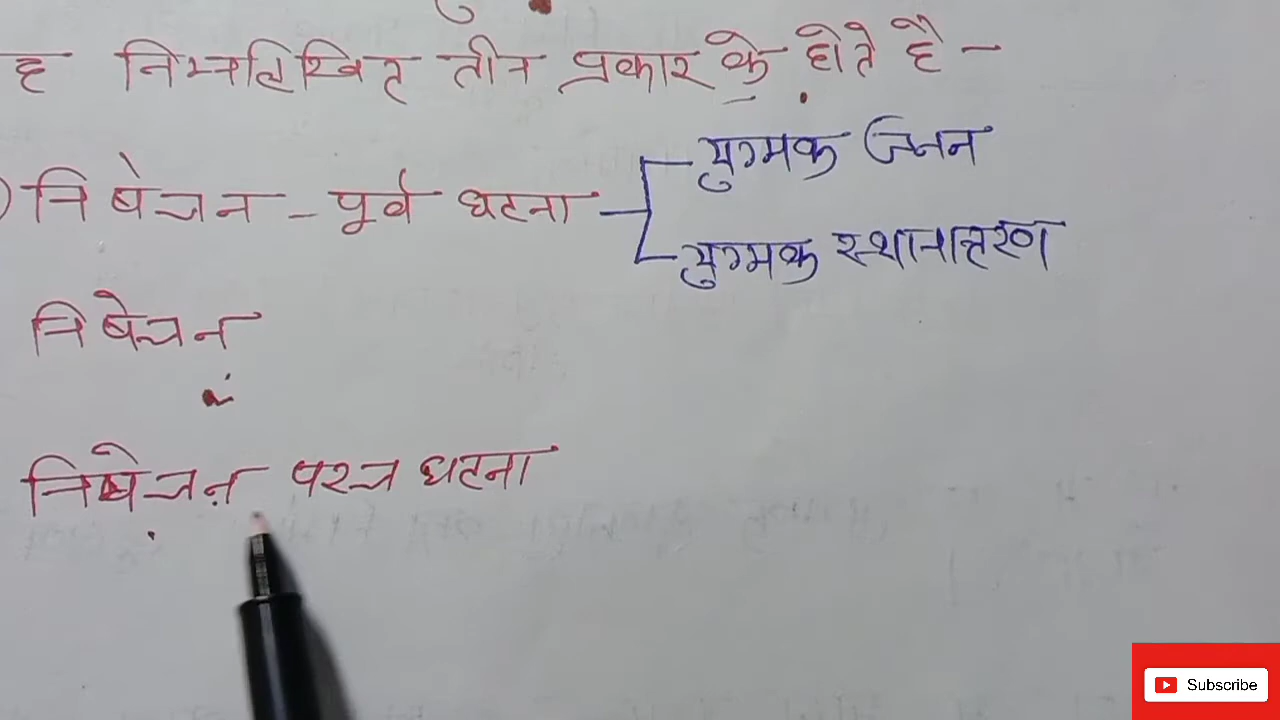 ह निम्नलिखित तीन प्रकार के होते है -
) निषेचन - पूर्व घटना
युग्मक जनन
युग्मक स्थानान्तरण
निषेचन
निषेचन पश्च घटना
Subscribe